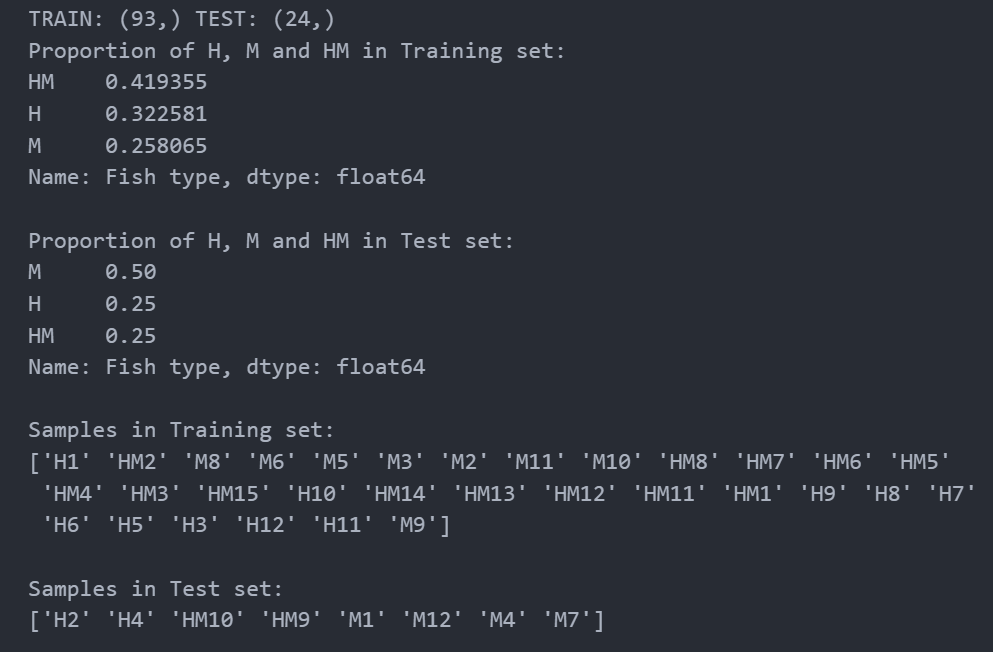 TRAIN: (93,) TEST: (24,)
Proportion of H, M and HM in Training set:
HM    0.419355
H     0.322581
M     0.258065
Name: Fish type, dtype: float64

Proportion of H, M and HM in Test set:
M     0.50
H     0.25
HM    0.25
Name: Fish type, dtype: float64

Samples in Training set:
['H1' 'HM2' 'M8' 'M6' 'M5' 'M3' 'M2' 'M11' 'M10' 'HM8' 'HM7' 'HM6' 'HM5'
 'HM4' 'HM3' 'HM15' 'H10' 'HM14' 'HM13' 'HM12' 'HM11' 'HM1' 'H9' 'H8' 'H7'
 'H6' 'H5' 'H3' 'H12' 'H11' 'M9']

Samples in Test set:
['H2' 'H4' 'HM10' 'HM9' 'M1' 'M12' 'M4' 'M7']